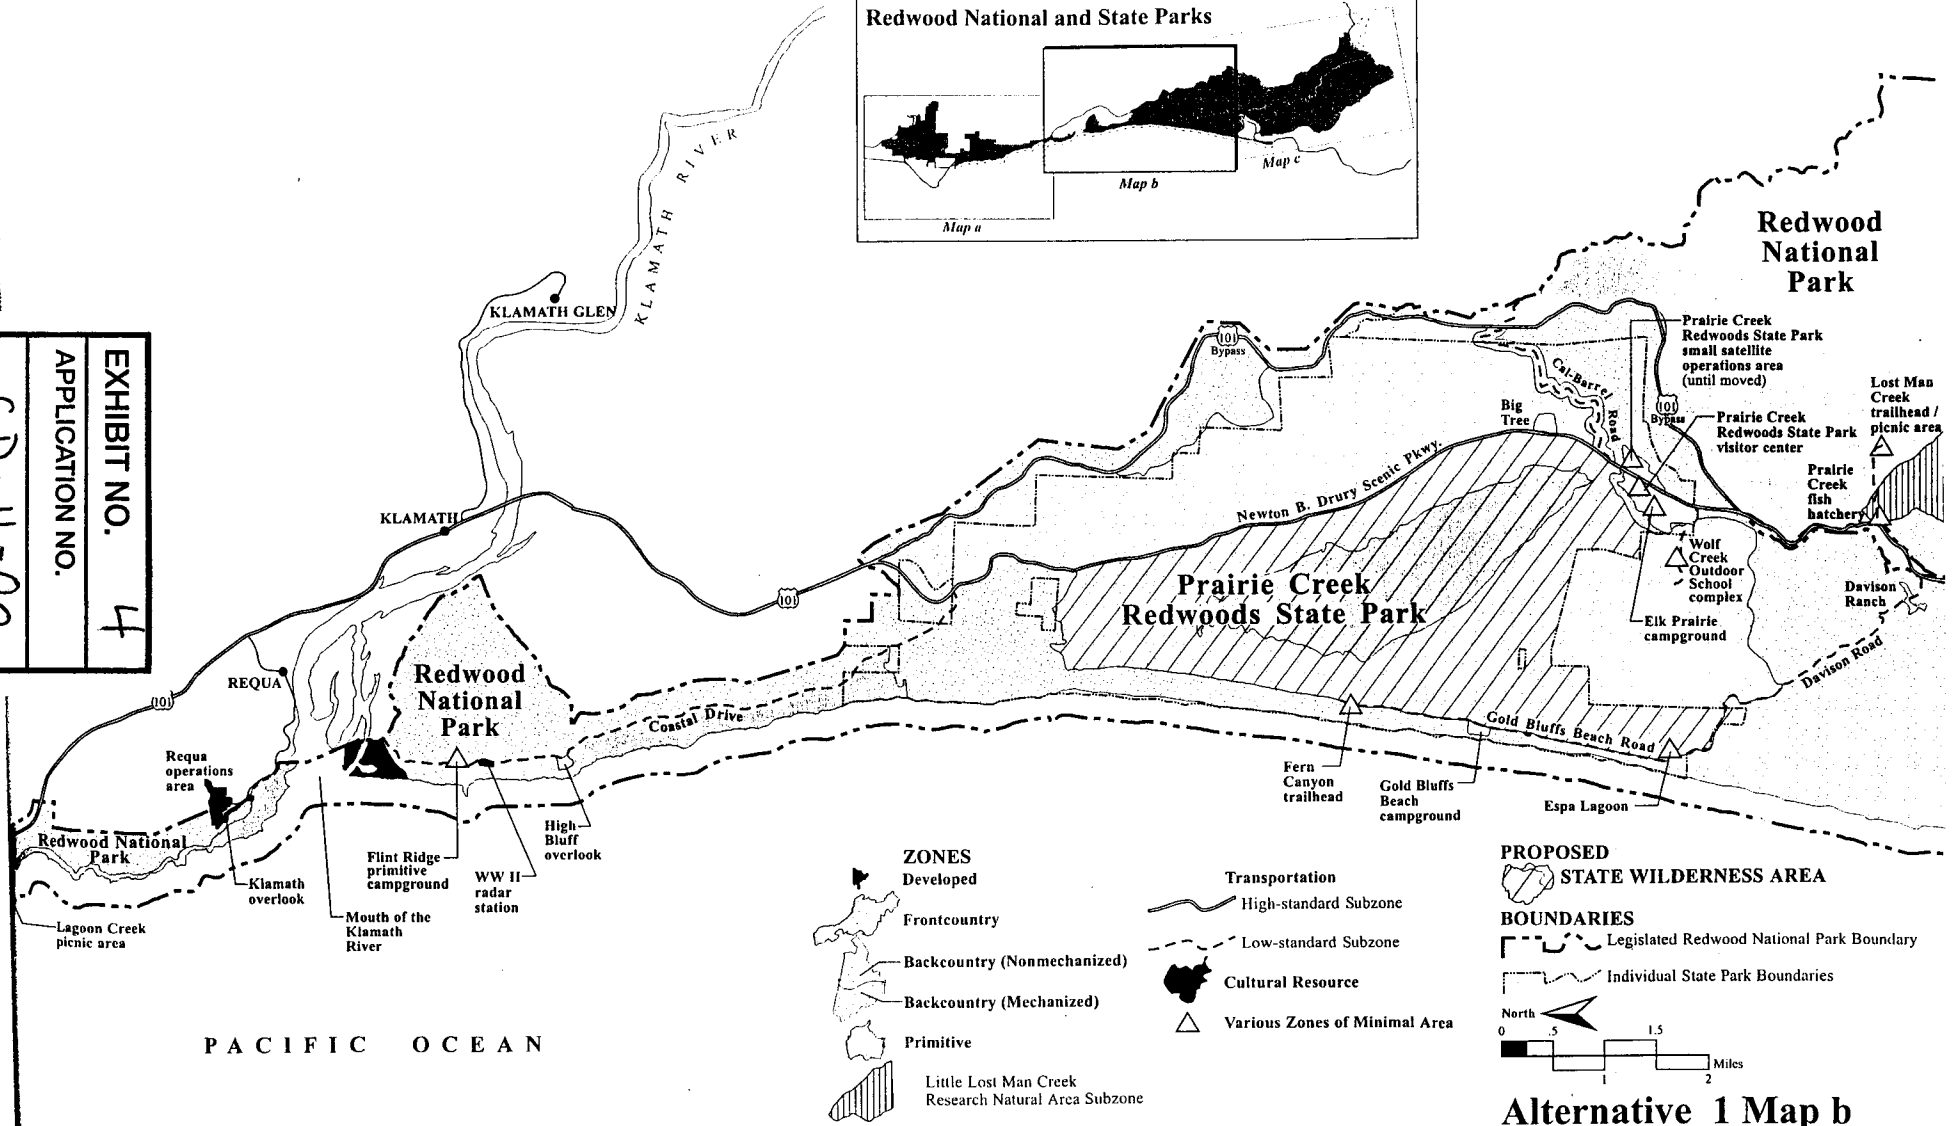 Redwood National and State Parks
Map a
Map b
Map c
KLAMATH RIVER
KLAMATH GLEN
KLAMATH
REQUA
101
101
101
Bypass
101
Bypass
EXHIBIT NO. 4
APPLICATION NO.
Redwood
National
Park
Prairie Creek
Redwoods State Park
small satellite
operations area
(until moved)
Lost Man
Creek
trailhead /
picnic area
Prairie Creek
Redwoods State Park
visitor center
Prairie
Creek
fish
hatchery
Cal-Barrel Road
Big
Tree
Newton B. Drury Scenic Pkwy.
Prairie Creek
Redwoods State Park
Wolf
Creek
Outdoor
School
complex
Elk Prairie
campground
Davison
Ranch
Davison Road
Redwood
National
Park
Coastal Drive
Gold Bluffs Beach Road
Fern
Canyon
trailhead
Gold Bluffs
Beach
campground
Espa Lagoon
Requa
operations
area
Redwood National
Park
Klamath
overlook
Lagoon Creek
picnic area
Mouth of the
Klamath
River
Flint Ridge
primitive
campground
WW II
radar
station
High
Bluff
overlook
PACIFIC OCEAN
ZONES
Developed
Frontcountry
Backcountry (Nonmechanized)
Backcountry (Mechanized)
Primitive
Little Lost Man Creek
Research Natural Area Subzone
Transportation
High-standard Subzone
Low-standard Subzone
Cultural Resource
Various Zones of Minimal Area
PROPOSED
STATE WILDERNESS AREA
BOUNDARIES
Legislated Redwood National Park Boundary
Individual State Park Boundaries
North
0 .5 1.5
1 2
Miles
Alternative 1 Map b